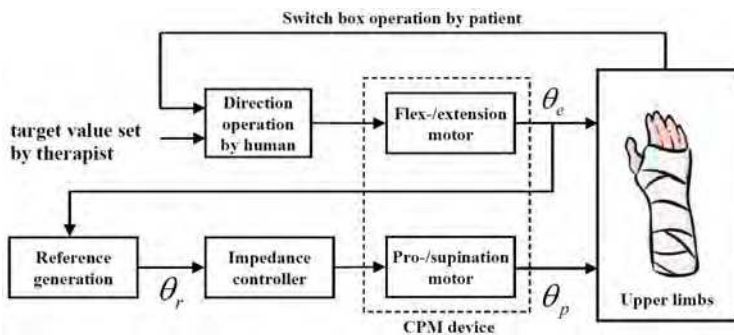 Switch box operation by patient
target value set
by therapist
Direction
operation
by human
Flex-/extension
motor
θe
Reference
generation
θr
Impedance
controller
Pro-/supination
motor
θp
CPM device
Upper limbs